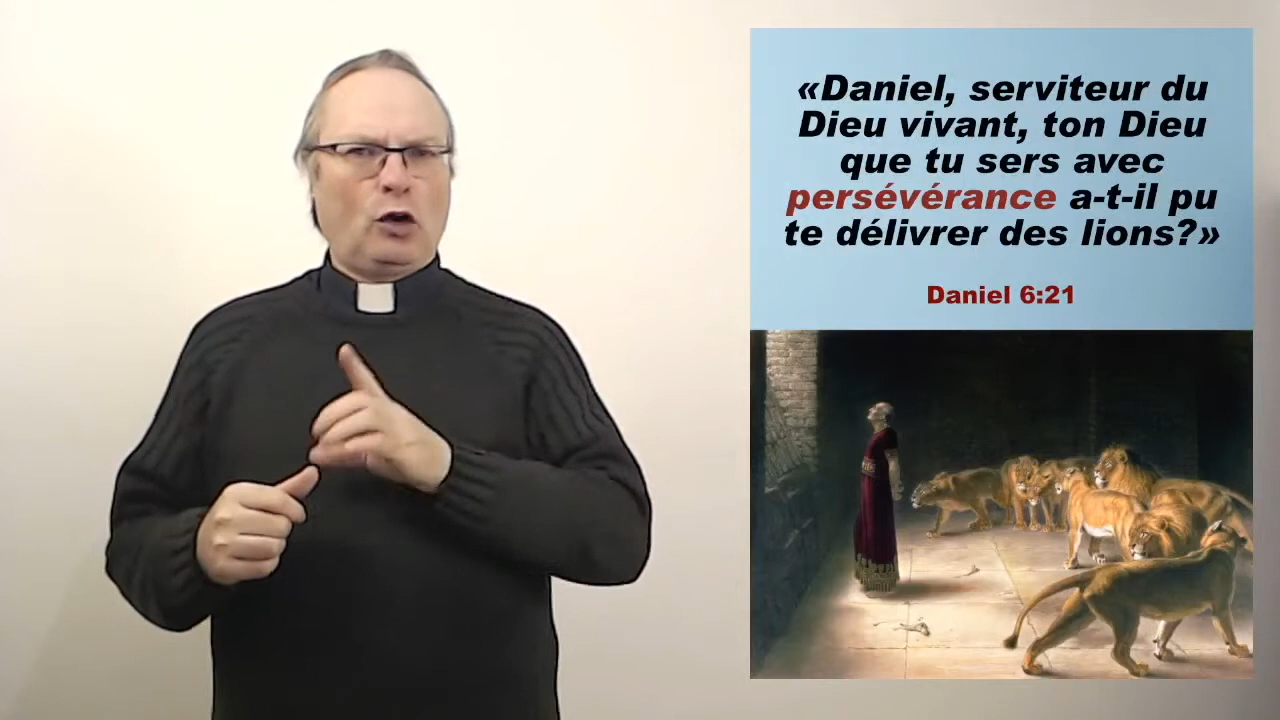 «Daniel, serviteur du
Dieu vivant, ton Dieu
que tu sers avec
persévérance a-t-il pu
te délivrer des lions?»
Daniel 6:21